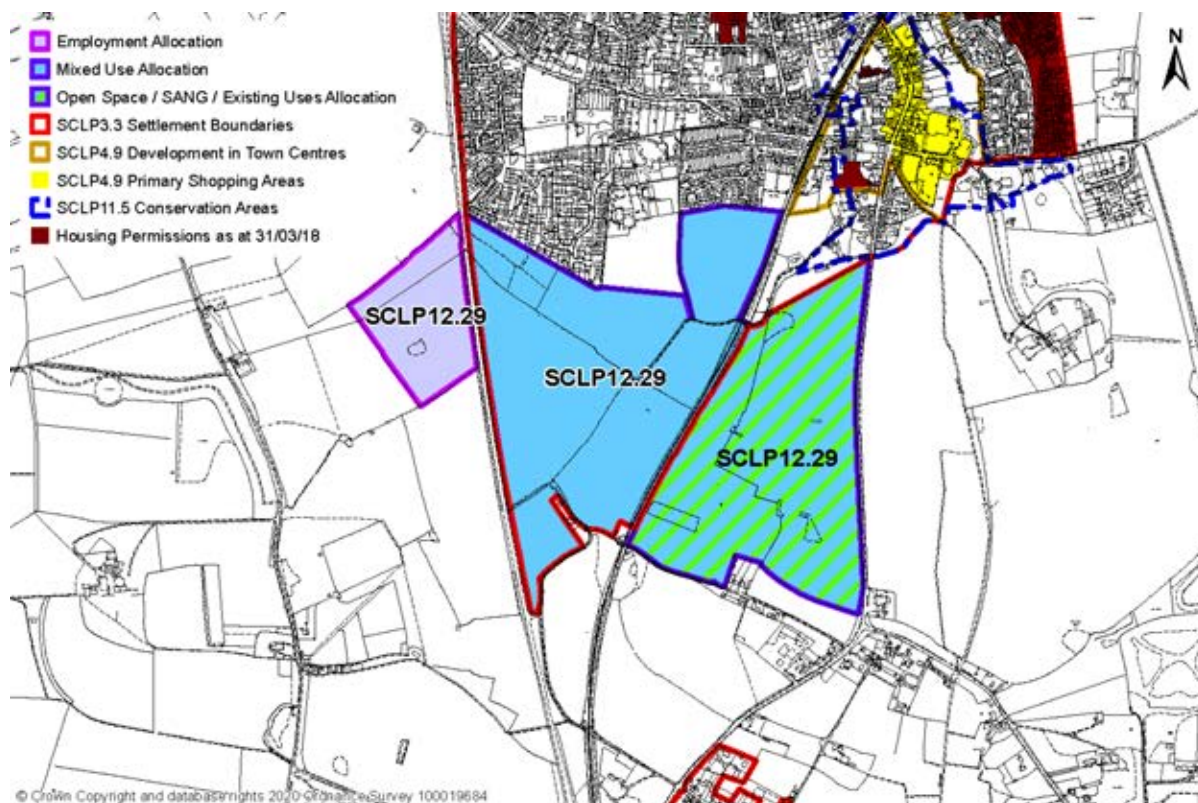 Employment Allocation
Mixed Use Allocation
Open Space / SANG / Existing Uses Allocation
SCLP3.3 Settlement Boundaries
SCLP4.9 Development in Town Centres
SCLP4.9 Primary Shopping Areas
SCLP11.5 Conservation Areas
Housing Permissions as at 31/03/18
N
SCLP12.29
SCLP12.29
SCLP12.29
© Crown Copyright and database rights 2020 Ordnance Survey 100019684